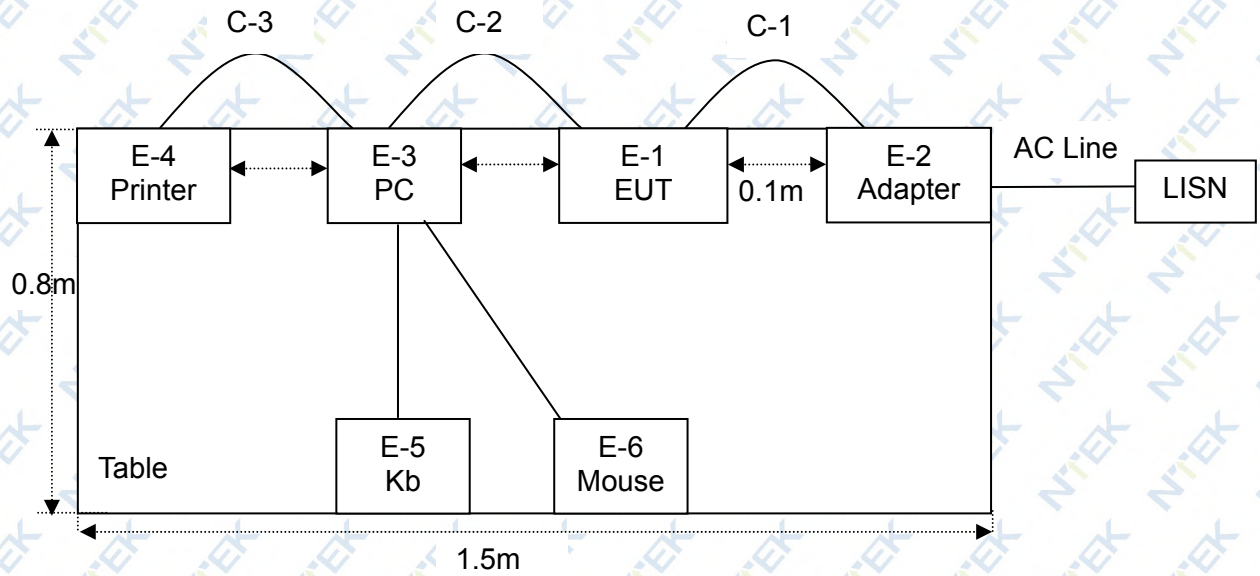 C-3
C-2
C-1
E-4
Printer
E-3
PC
E-1
EUT
0.1m
E-2
Adapter
AC Line
LISN
0.8m
E-5
Kb
E-6
Mouse
Table
1.5m
NTEK